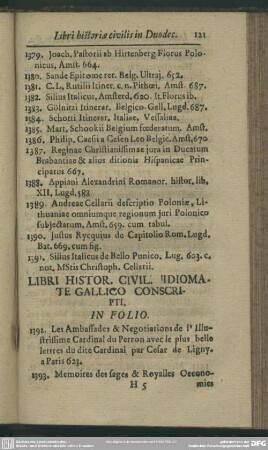 Libri historiæ civilis in Duodec. 121
1379. Joach. Pastorii ab Hirtenberg Florus Polo-
nicus, Amst. 664.
1380. Sande Epitome rer. Belg. Ultraj. 652.
1381. C. L. Rutilii Itiner. c. n. Pithœi, Amst. 687.
1382. Silius Italicus, Amsterd, 620. It. Florus ib.
1383. Gölnitzi Itinerar. Belgico-Gall, Lugd. 687.
1384. Schotti Itinerar, Italiæ. Vesaliæ.
1385. Mart. Schookii Belgium fœderatum, Amst.
1386. Philip, Cæsii a Cæsen Leo Belgic. Amst, 670
1387. Reginæ Christianissimæ jura in Ducatum
Brabantiæ & alios ditionis Hispanicæ Prin-
cipatus 667.
1388. Appiani Alexandrini Romanor. histor, lib,
XII, Lugd. 588.
1389. Andreæ Cellarii descriptio Poloniæ, Li-
thuaniæ omniumque regionum juri Polonico
subjectarum, Amst. 659. cum tabul.
1390. Justus Rycquius de Capitolio Rom. Lugd,
Bat. 669, cum fig.
1391. Silius Italicus de Bello Punico, Lug. 603. c.
not, MStis Christoph. Celarii.
LIBRI HISTOR. CIVIL. IDIOMA-
TE GALLICO CONSCRI-
PTI,
IN FOLIO.
1392. Les Ambassades & Negotiations de l' Illu-
strissime Cardinal du Perron avec le plus belle
lettres du dite Cardinal par Cesar de Ligny.
a Paris 623.
1393. Memoires des sages & Royalles Oecono-
H 5 mies